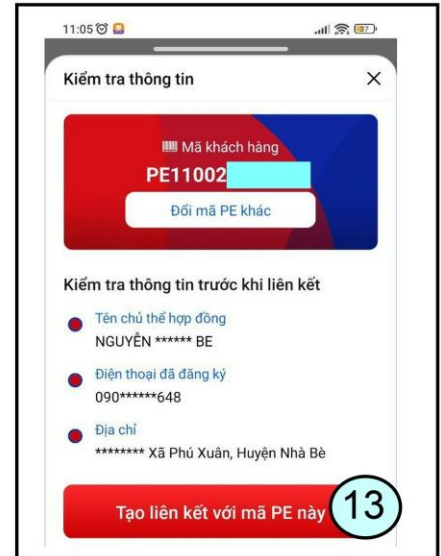 11:05
87
Kiểm tra thông tin
Mã khách hàng
PE11002
Đổi mã PE khác
Kiểm tra thông tin trước khi liên kết
Tên chủ thể hợp đồng
NGUYỄN ****** BE
Điện thoại đã đăng ký
090******648
Địa chỉ
******** Xã Phú Xuân, Huyện Nhà Bè
Tạo liên kết với mã PE này
13